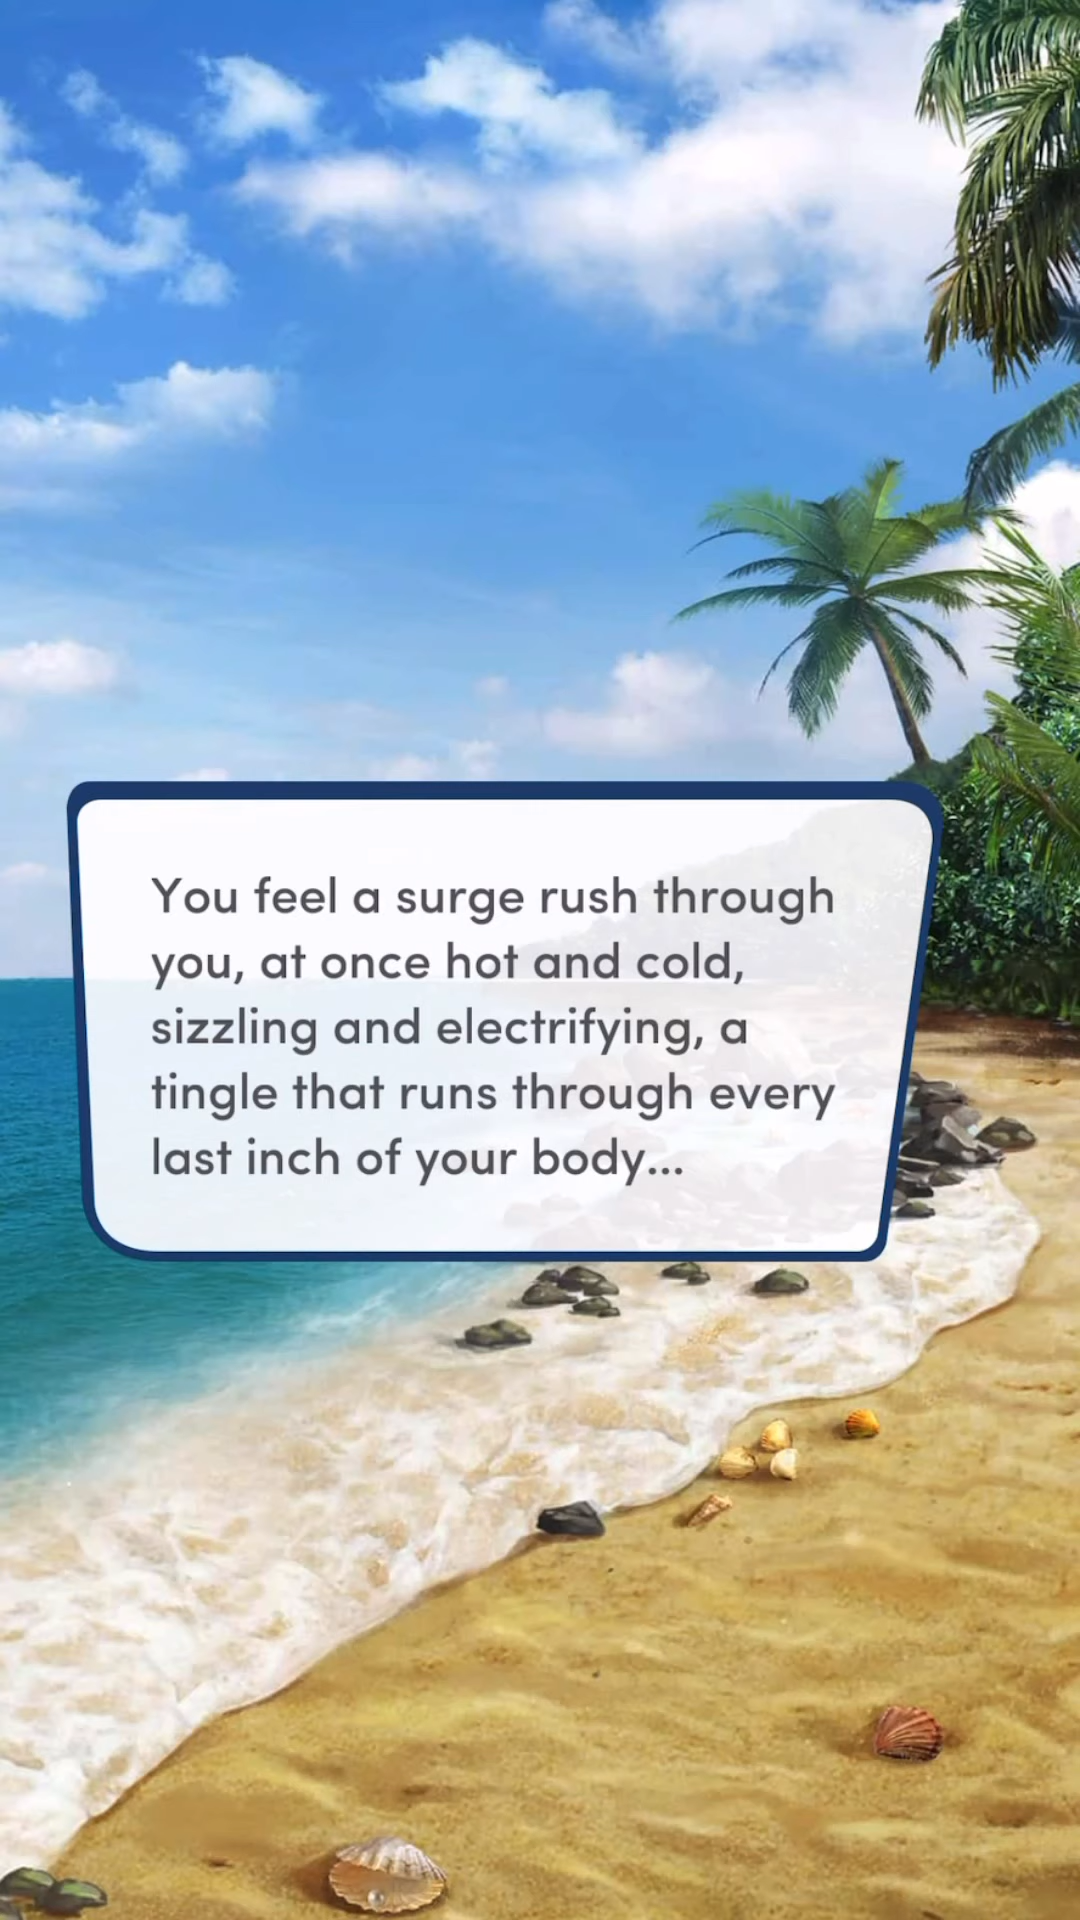 You feel a surge rush through
you, at once hot and cold,
sizzling and electrifying, a
tingle that runs through every
last inch of your body...